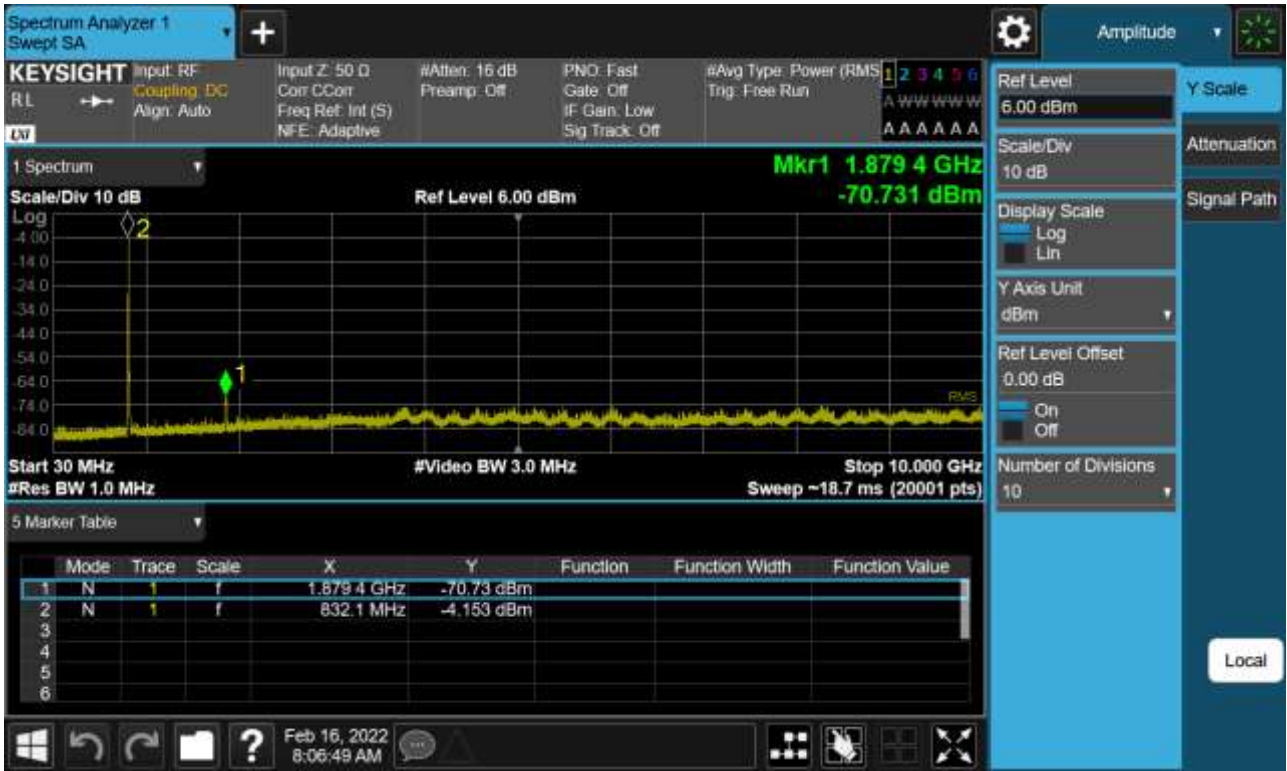 Spectrum Analyzer 1
Swept SA
+
Amplitude
KEYSIGHT
RL
LXI
Input: RF
Coupling: DC
Align: Auto
Input Z: 50 Ω
Corr CCorr
Freq Ref: Int (S)
NFE: Adaptive
#Atten: 16 dB
Preamp: Off
PNO: Fast
Gate: Off
IF Gain: Low
Sig Track: Off
#Avg Type: Power (RMS
Trig: Free Run
1 2 3 4 5 6
A W W W W W
A A A A A A
1 Spectrum
Mkr1 1.879 4 GHz
-70.731 dBm
Scale/Div 10 dB
Ref Level 6.00 dBm
Log
-4.00
-14.0
-24.0
-34.0
-44.0
-54.0
-64.0
-74.0
-84.0
2
1
RMS
Start 30 MHz
#Video BW 3.0 MHz
Stop 10.000 GHz
#Res BW 1.0 MHz
Sweep ~18.7 ms (20001 pts)
5 Marker Table
Mode Trace Scale X Y Function Function Width Function Value
1 N 1 f 1.879 4 GHz -70.73 dBm
2 N 1 f 832.1 MHz -4.153 dBm
3
4
5
6
Ref Level
6.00 dBm
Scale/Div
10 dB
Display Scale
Log
Lin
Y Axis Unit
dBm
Ref Level Offset
0.00 dB
On
Off
Number of Divisions
10
Y Scale
Attenuation
Signal Path
Local
?
Feb 16, 2022
8:06:49 AM